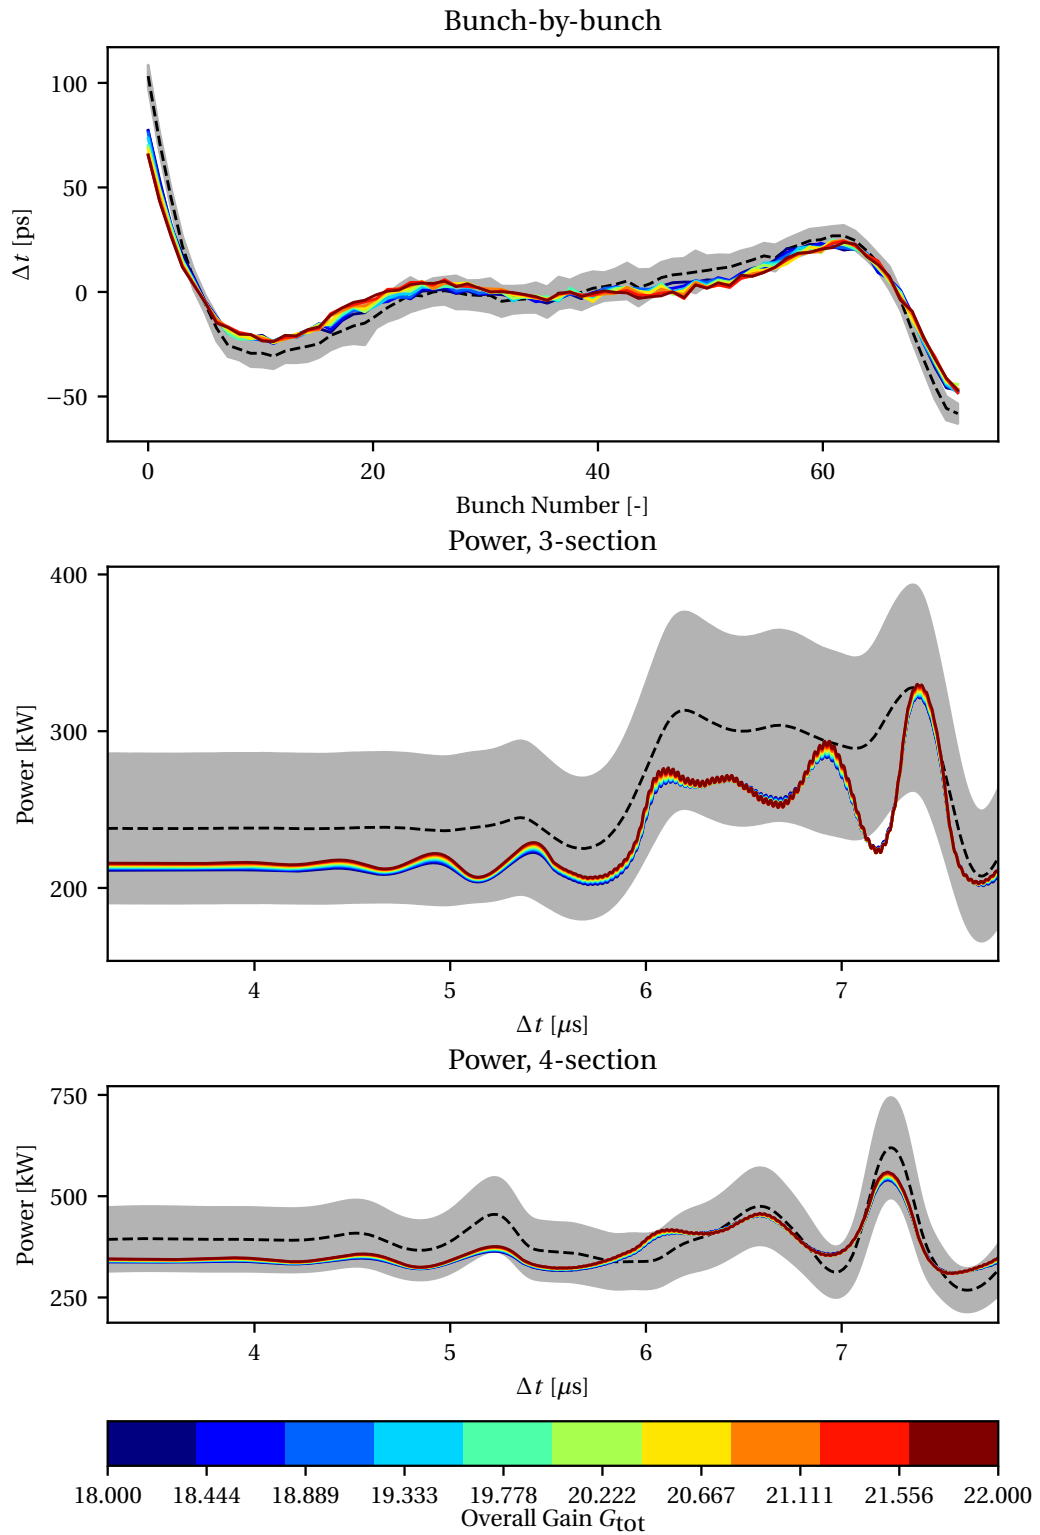 Bunch-by-bunch
100
50
0
−50
Δt [ps]
0 20 40 60
Bunch Number [-]
Power, 3-section
400
300
200
Power [kW]
4 5 6 7
Δt [μs]
Power, 4-section
750
500
250
Power [kW]
4 5 6 7
Δt [μs]
18.000 18.444 18.889 19.333 19.778 20.222 20.667 21.111 21.556 22.000
Overall Gain Gtot